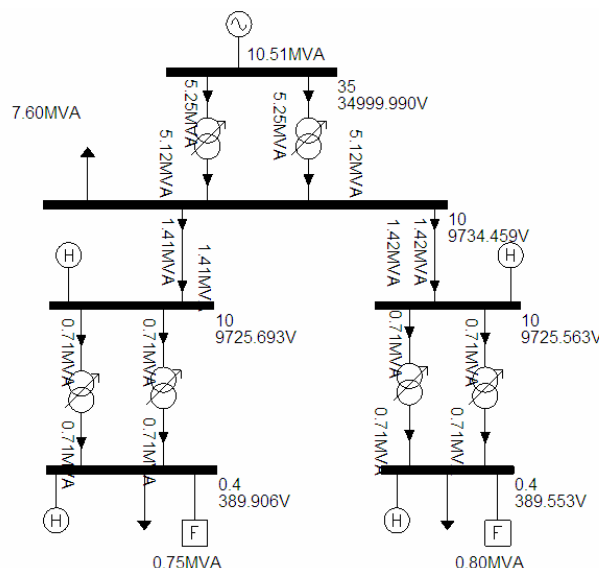 10.51MVA
35
34999.990V
5.25MVA
5.25MVA
7.60MVA
5.12MVA
5.12MVA
10
9734.459V
1.41MVA
1.41MV
1.42MVA
1.42MVA
H
H
10
9725.693V
10
9725.563V
0.71MVA
0.71MVA
0.71MVA
0.71MVA
0.71MVA
0.71MVA
0.71MVA
0.71MV
0.4
389.906V
0.4
389.553V
H
F
H
F
0.75MVA
0.80MVA